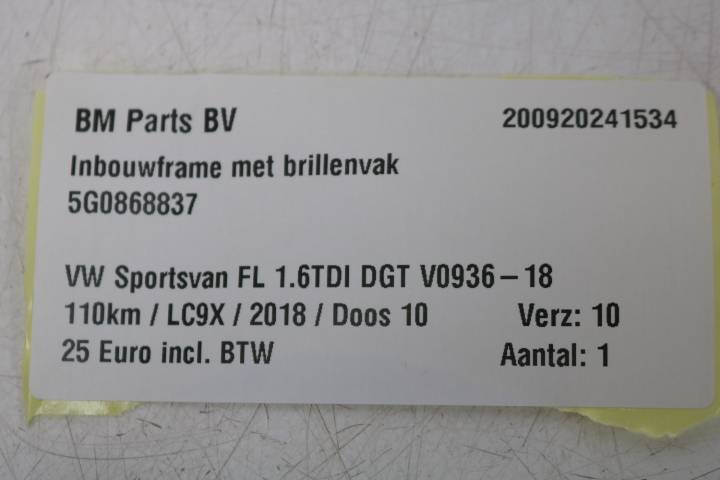 BM Parts BV 200920241534
Inbouwframe met brillenvak
5G0868837
VW Sportsvan FL 1.6TDI DGT V0936-18
110km / LC9X / 2018 / Doos 10 Verz: 10
25 Euro incl. BTW Aantal: 1